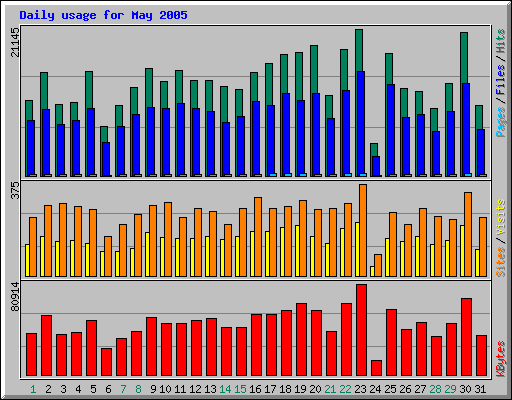 Daily usage for May 2005
21145
Pages / Files / Hits
375
Sites / Visits
80914
KBytes
1 2 3 4 5 6 7 8 9 10 11 12 13 14 15 16 17 18 19 20 21 22 23 24 25 26 27 28 29 30 31